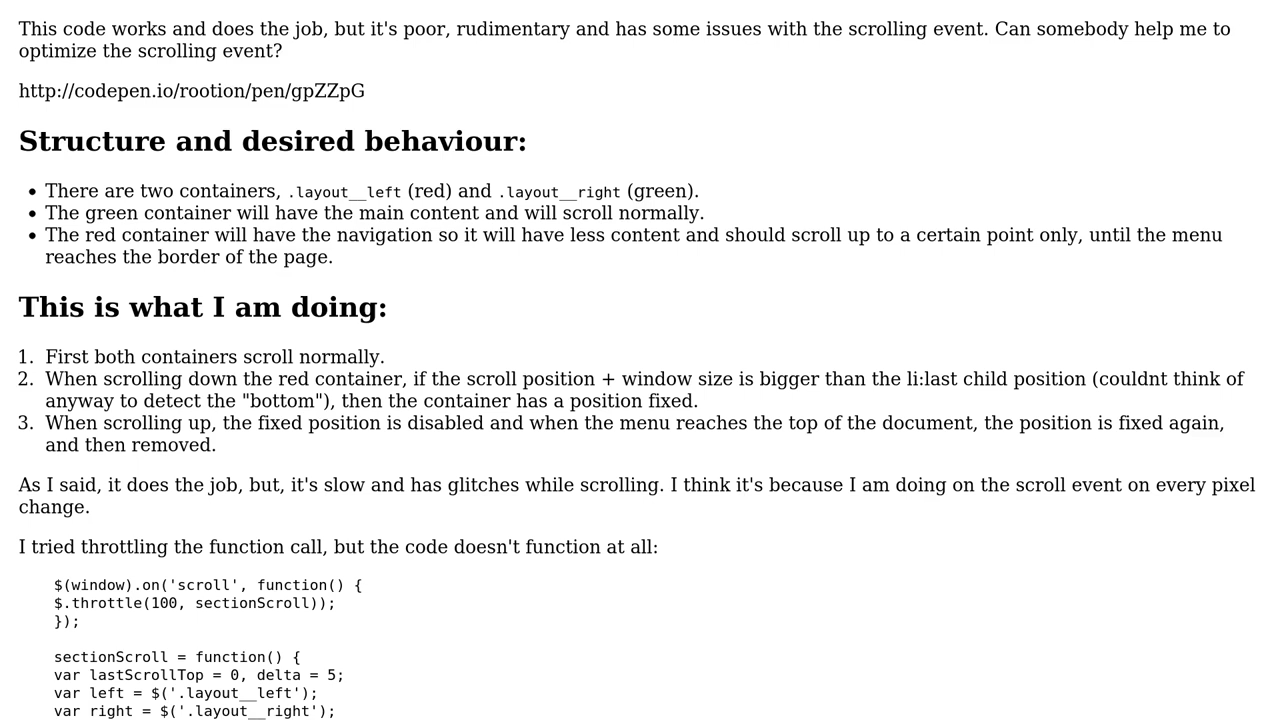 This code works and does the job, but it's poor, rudimentary and has some issues with the scrolling event. Can somebody help me to
optimize the scrolling event?
http://codepen.io/rootion/pen/gpZZpG
Structure and desired behaviour:
• There are two containers, .layout__left (red) and .layout__right (green).
• The green container will have the main content and will scroll normally.
• The red container will have the navigation so it will have less content and should scroll up to a certain point only, until the menu
reaches the border of the page.
This is what I am doing:
1. First both containers scroll normally.
2. When scrolling down the red container, if the scroll position + window size is bigger than the li:last child position (couldnt think of
anyway to detect the "bottom"), then the container has a position fixed.
3. When scrolling up, the fixed position is disabled and when the menu reaches the top of the document, the position is fixed again,
and then removed.
As I said, it does the job, but, it's slow and has glitches while scrolling. I think it's because I am doing on the scroll event on every pixel
change.
I tried throttling the function call, but the code doesn't function at all:
$(window).on('scroll', function() {
$.throttle(100, sectionScroll));
});
sectionScroll = function() {
var lastScrollTop = 0, delta = 5;
var left = $('.layout__left');
var right = $('.layout__right');